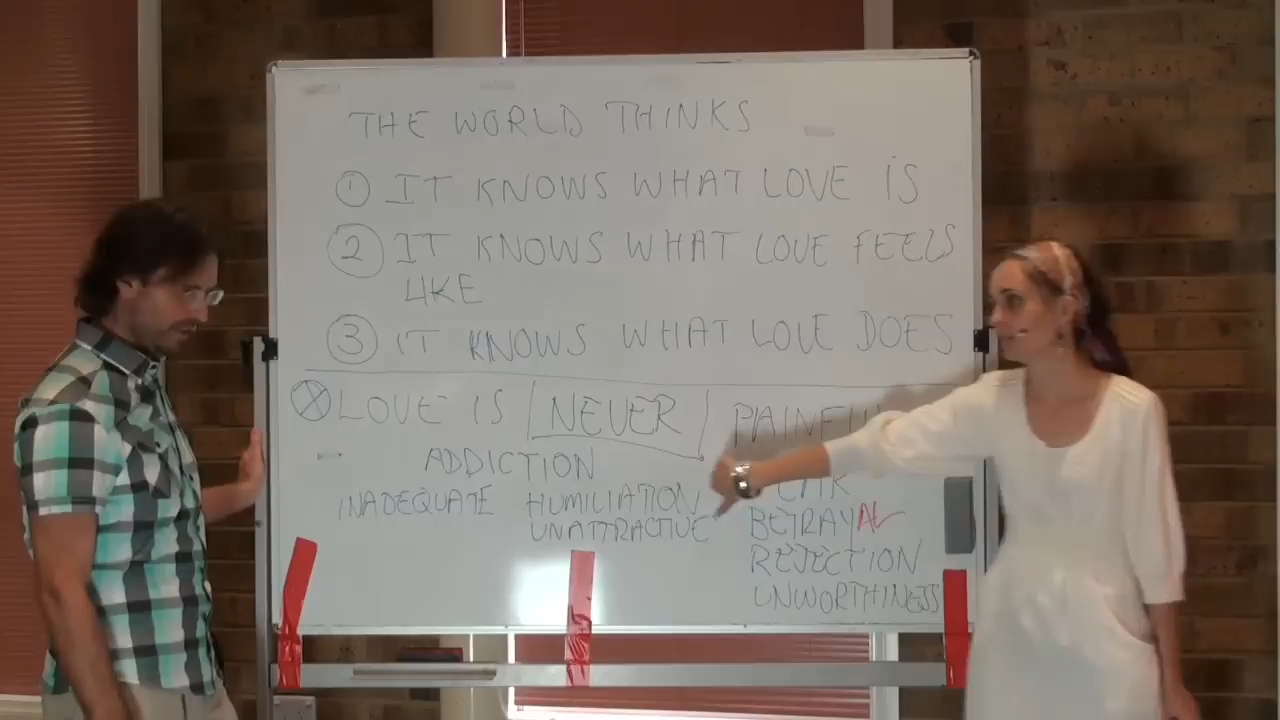 THE WORLD THINKS
① IT KNOWS WHAT LOVE IS
② IT KNOWS WHAT LOVE FEELS
LIKE
③ IT KNOWS WHAT LOVE DOES
LOVE IS NEVER
ADDICTION
INADEQUATE HUMILIATION
UNATTRACTIVE
BETRAYAL
REJECTION
UNWORTHINESS